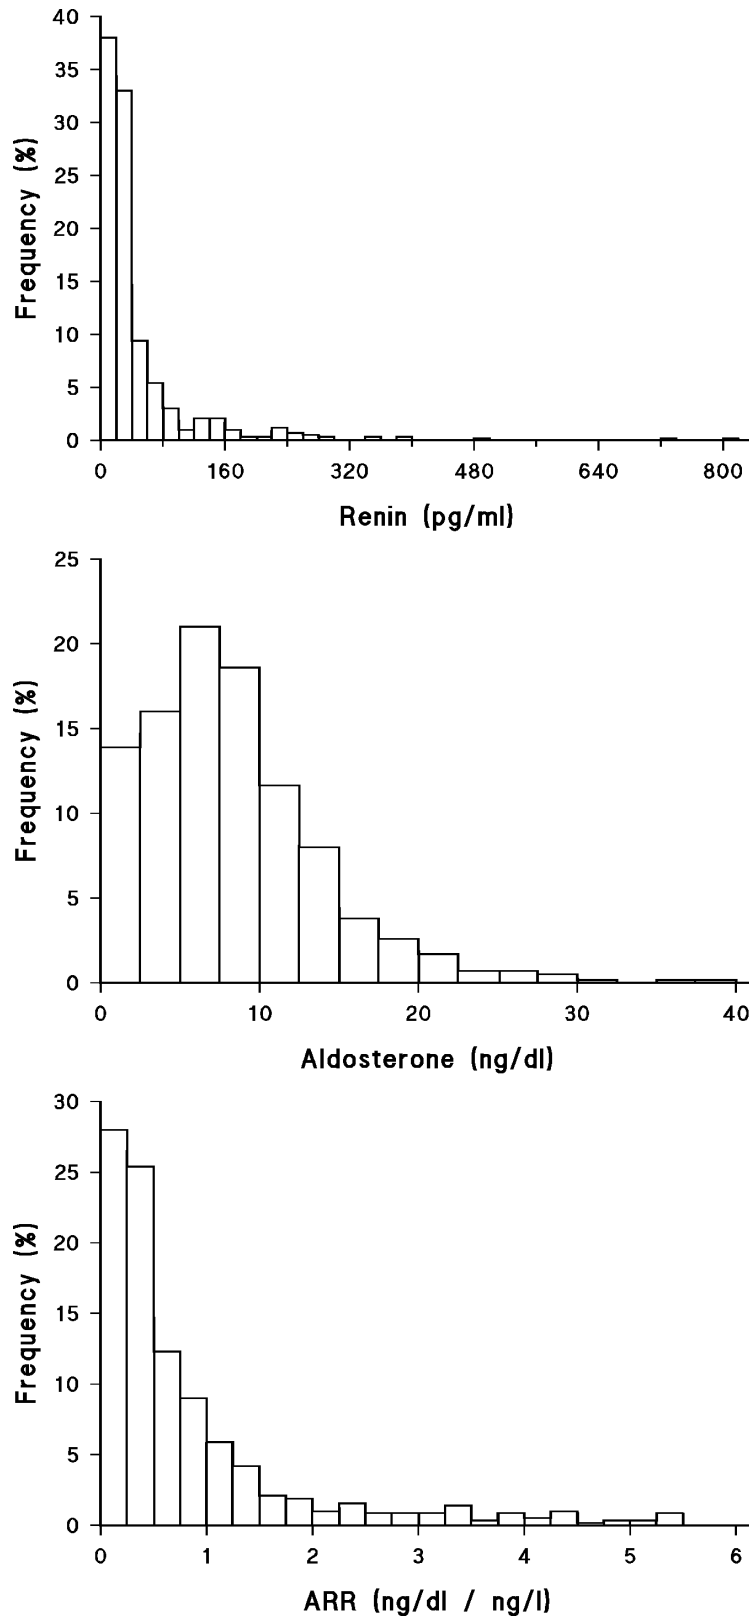 40
35
30
25
20
15
10
5
0
Frequency (%)
0 160 320 480 640 800
Renin (pg/ml)
25
20
15
10
5
0
Frequency (%)
0 10 20 30 40
Aldosterone (ng/dl)
30
25
20
15
10
5
0
Frequency (%)
0 1 2 3 4 5 6
ARR (ng/dl / ng/l)